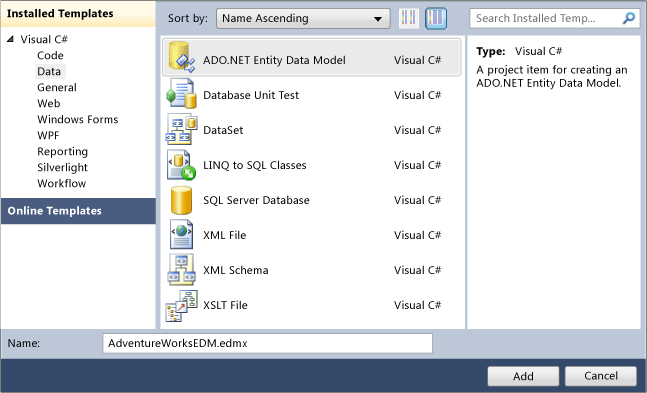 Installed Templates
Sort by: Name Ascending
Search Installed Temp...
Visual C#
Code
Data
General
Web
Windows Forms
WPF
Reporting
Silverlight
Workflow
Online Templates
ADO.NET Entity Data Model Visual C#
Database Unit Test Visual C#
DataSet Visual C#
LINQ to SQL Classes Visual C#
SQL Server Database Visual C#
XML File Visual C#
XML Schema Visual C#
XSLT File Visual C#
Type: Visual C#
A project item for creating an
ADO.NET Entity Data Model.
Name: AdventureWorksEDM.edmx
Add Cancel